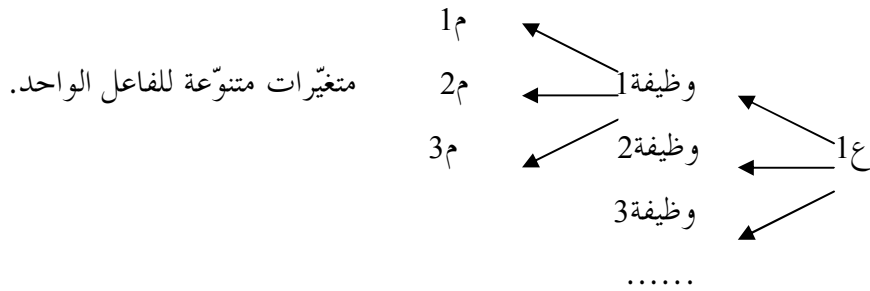 م1
وظيفة1 م2 متغيّرات متنوّعة للفاعل الواحد.
ع1 وظيفة2 م3
وظيفة3
......